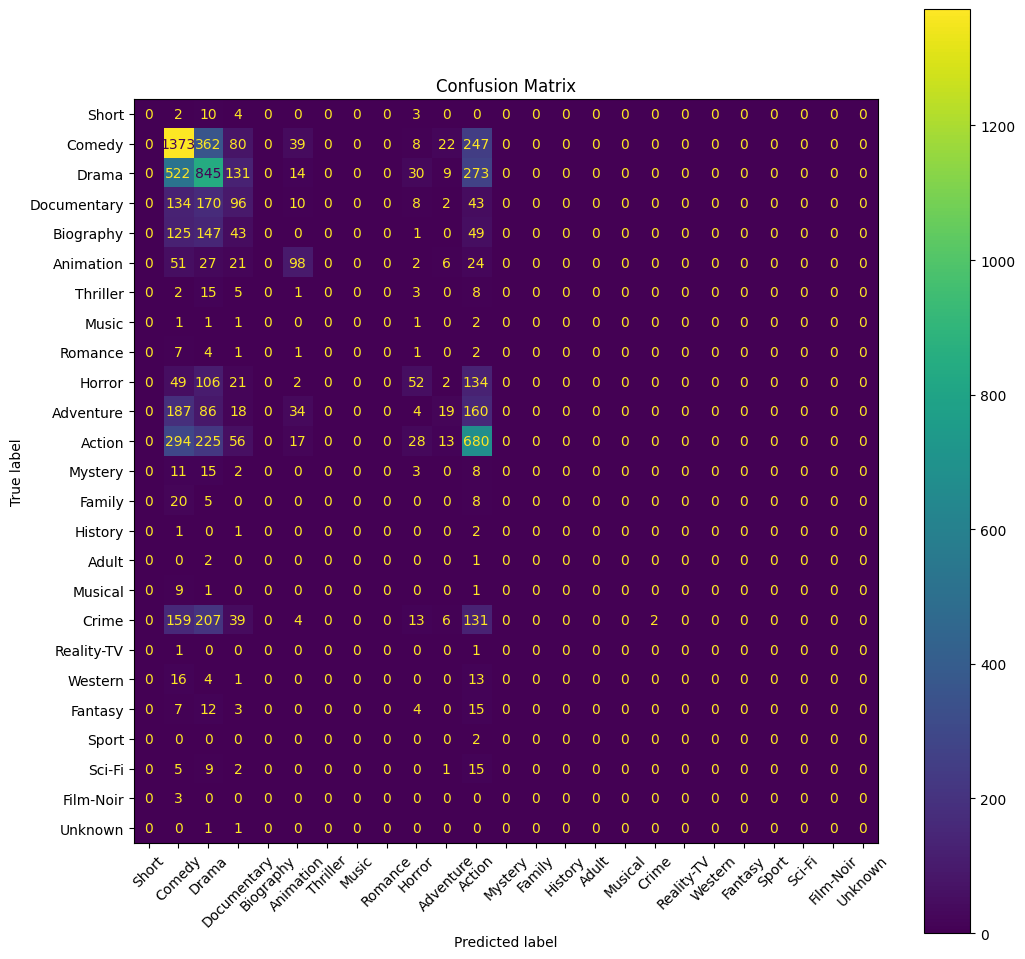 Confusion Matrix
Short 0 2 10 4 0 0 0 0 0 3 0 0 0 0 0 0 0 0 0 0 0 0 0 0 0
Comedy 0 1373 362 80 0 39 0 0 0 8 22 247 0 0 0 0 0 0 0 0 0 0 0 0 0
Drama 0 522 845 131 0 14 0 0 0 30 9 273 0 0 0 0 0 0 0 0 0 0 0 0 0
Documentary 0 134 170 96 0 10 0 0 0 8 2 43 0 0 0 0 0 0 0 0 0 0 0 0 0
Biography 0 125 147 43 0 0 0 0 0 1 0 49 0 0 0 0 0 0 0 0 0 0 0 0 0
Animation 0 51 27 21 0 98 0 0 0 2 6 24 0 0 0 0 0 0 0 0 0 0 0 0 0
Thriller 0 2 15 5 0 1 0 0 0 3 0 8 0 0 0 0 0 0 0 0 0 0 0 0 0
Music 0 1 1 1 0 0 0 0 0 1 0 2 0 0 0 0 0 0 0 0 0 0 0 0 0
Romance 0 7 4 1 0 1 0 0 0 1 0 2 0 0 0 0 0 0 0 0 0 0 0 0 0
Horror 0 49 106 21 0 2 0 0 0 52 2 134 0 0 0 0 0 0 0 0 0 0 0 0 0
Adventure 0 187 86 18 0 34 0 0 0 4 19 160 0 0 0 0 0 0 0 0 0 0 0 0 0
Action 0 294 225 56 0 17 0 0 0 28 13 680 0 0 0 0 0 0 0 0 0 0 0 0 0
Mystery 0 11 15 2 0 0 0 0 0 3 0 8 0 0 0 0 0 0 0 0 0 0 0 0 0
Family 0 20 5 0 0 0 0 0 0 0 0 8 0 0 0 0 0 0 0 0 0 0 0 0 0
History 0 1 0 1 0 0 0 0 0 0 0 2 0 0 0 0 0 0 0 0 0 0 0 0 0
Adult 0 0 2 0 0 0 0 0 0 0 0 1 0 0 0 0 0 0 0 0 0 0 0 0 0
Musical 0 9 1 0 0 0 0 0 0 0 0 1 0 0 0 0 0 0 0 0 0 0 0 0 0
Crime 0 159 207 39 0 4 0 0 0 13 6 131 0 0 0 0 0 2 0 0 0 0 0 0 0
Reality-TV 0 1 0 0 0 0 0 0 0 0 0 1 0 0 0 0 0 0 0 0 0 0 0 0 0
Western 0 16 4 1 0 0 0 0 0 0 0 13 0 0 0 0 0 0 0 0 0 0 0 0 0
Fantasy 0 7 12 3 0 0 0 0 0 4 0 15 0 0 0 0 0 0 0 0 0 0 0 0 0
Sport 0 0 0 0 0 0 0 0 0 0 0 2 0 0 0 0 0 0 0 0 0 0 0 0 0
Sci-Fi 0 5 9 2 0 0 0 0 0 0 1 15 0 0 0 0 0 0 0 0 0 0 0 0 0
Film-Noir 0 3 0 0 0 0 0 0 0 0 0 0 0 0 0 0 0 0 0 0 0 0 0 0 0
Unknown 0 0 1 1 0 0 0 0 0 0 0 0 0 0 0 0 0 0 0 0 0 0 0 0 0
True label
Short Comedy Drama Documentary Biography Animation Thriller Music Romance Horror Adventure Action Mystery Family History Adult Musical Crime Reality-TV Western Fantasy Sport Sci-Fi Film-Noir Unknown
Predicted label
1200
1000
800
600
400
200
0